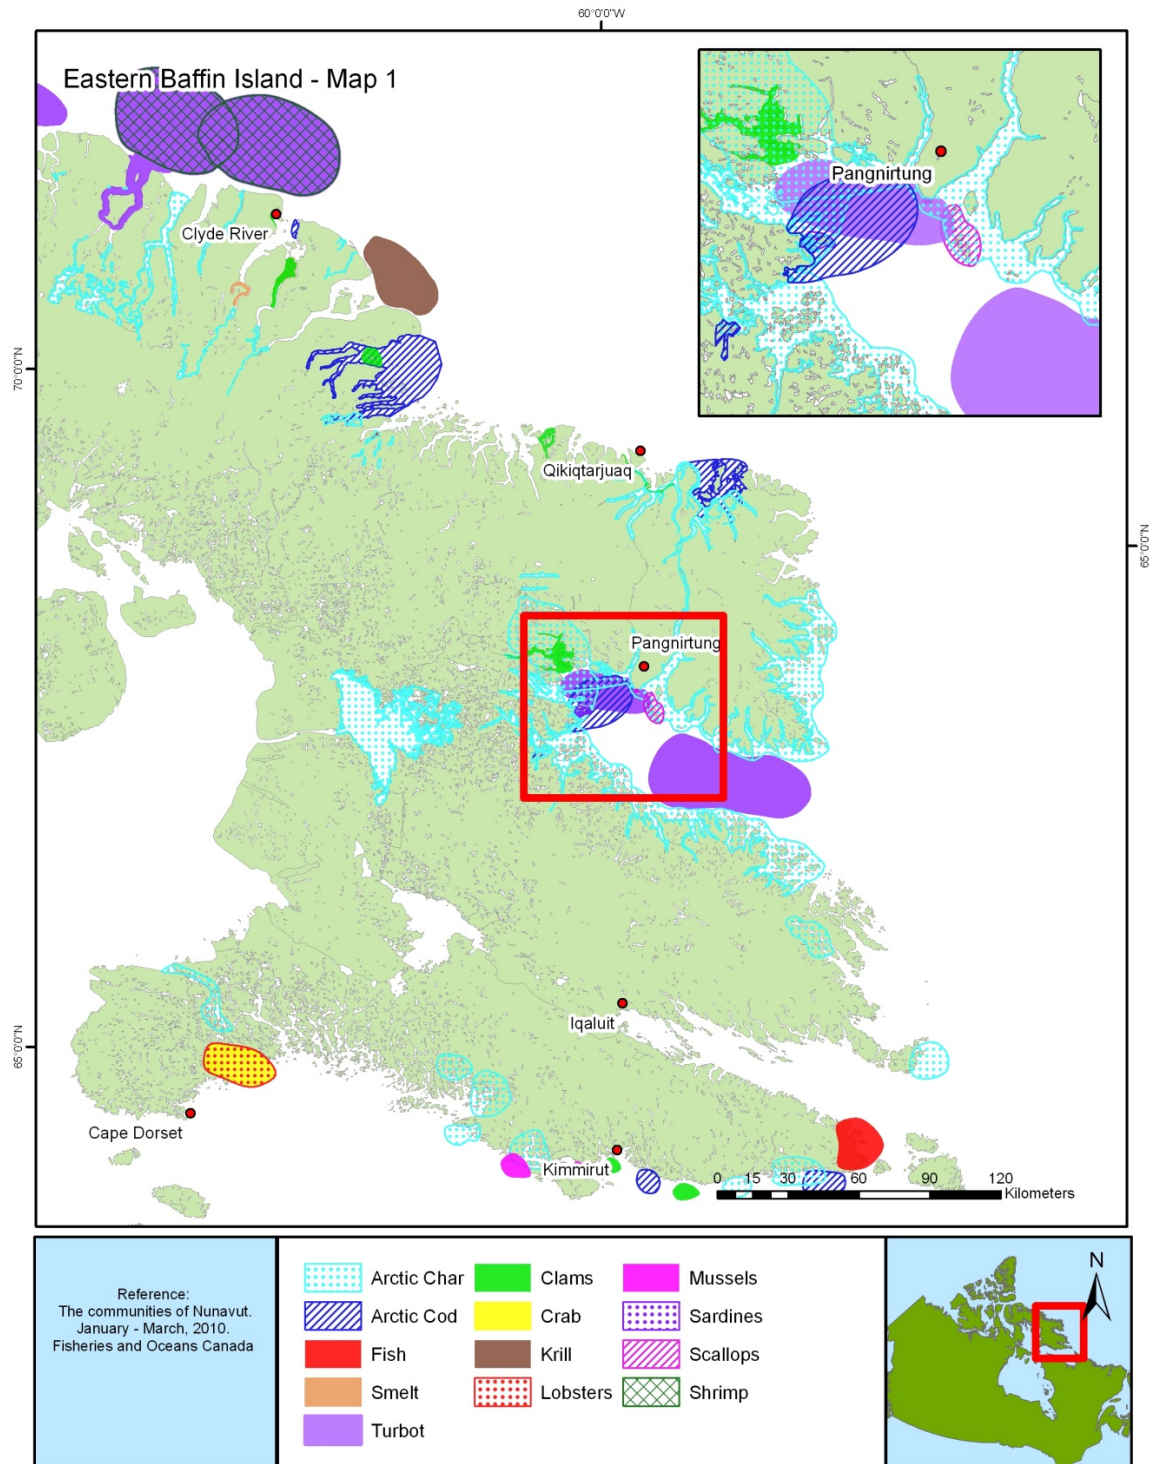 60°0'0"W
Eastern Baffin Island - Map 1
Pangnirtung
Clyde River
70°0'0"N
Qikiqtarjuaq
65°0'0"N
Pangnirtung
Iqaluit
65°0'0"N
Cape Dorset
Kimmirut
0 15 30 60 90 120
Kilometers
Reference:
The communities of Nunavut.
January - March, 2010.
Fisheries and Oceans Canada
Arctic Char
Arctic Cod
Fish
Smelt
Turbot
Clams
Crab
Krill
Lobsters
Mussels
Sardines
Scallops
Shrimp
N